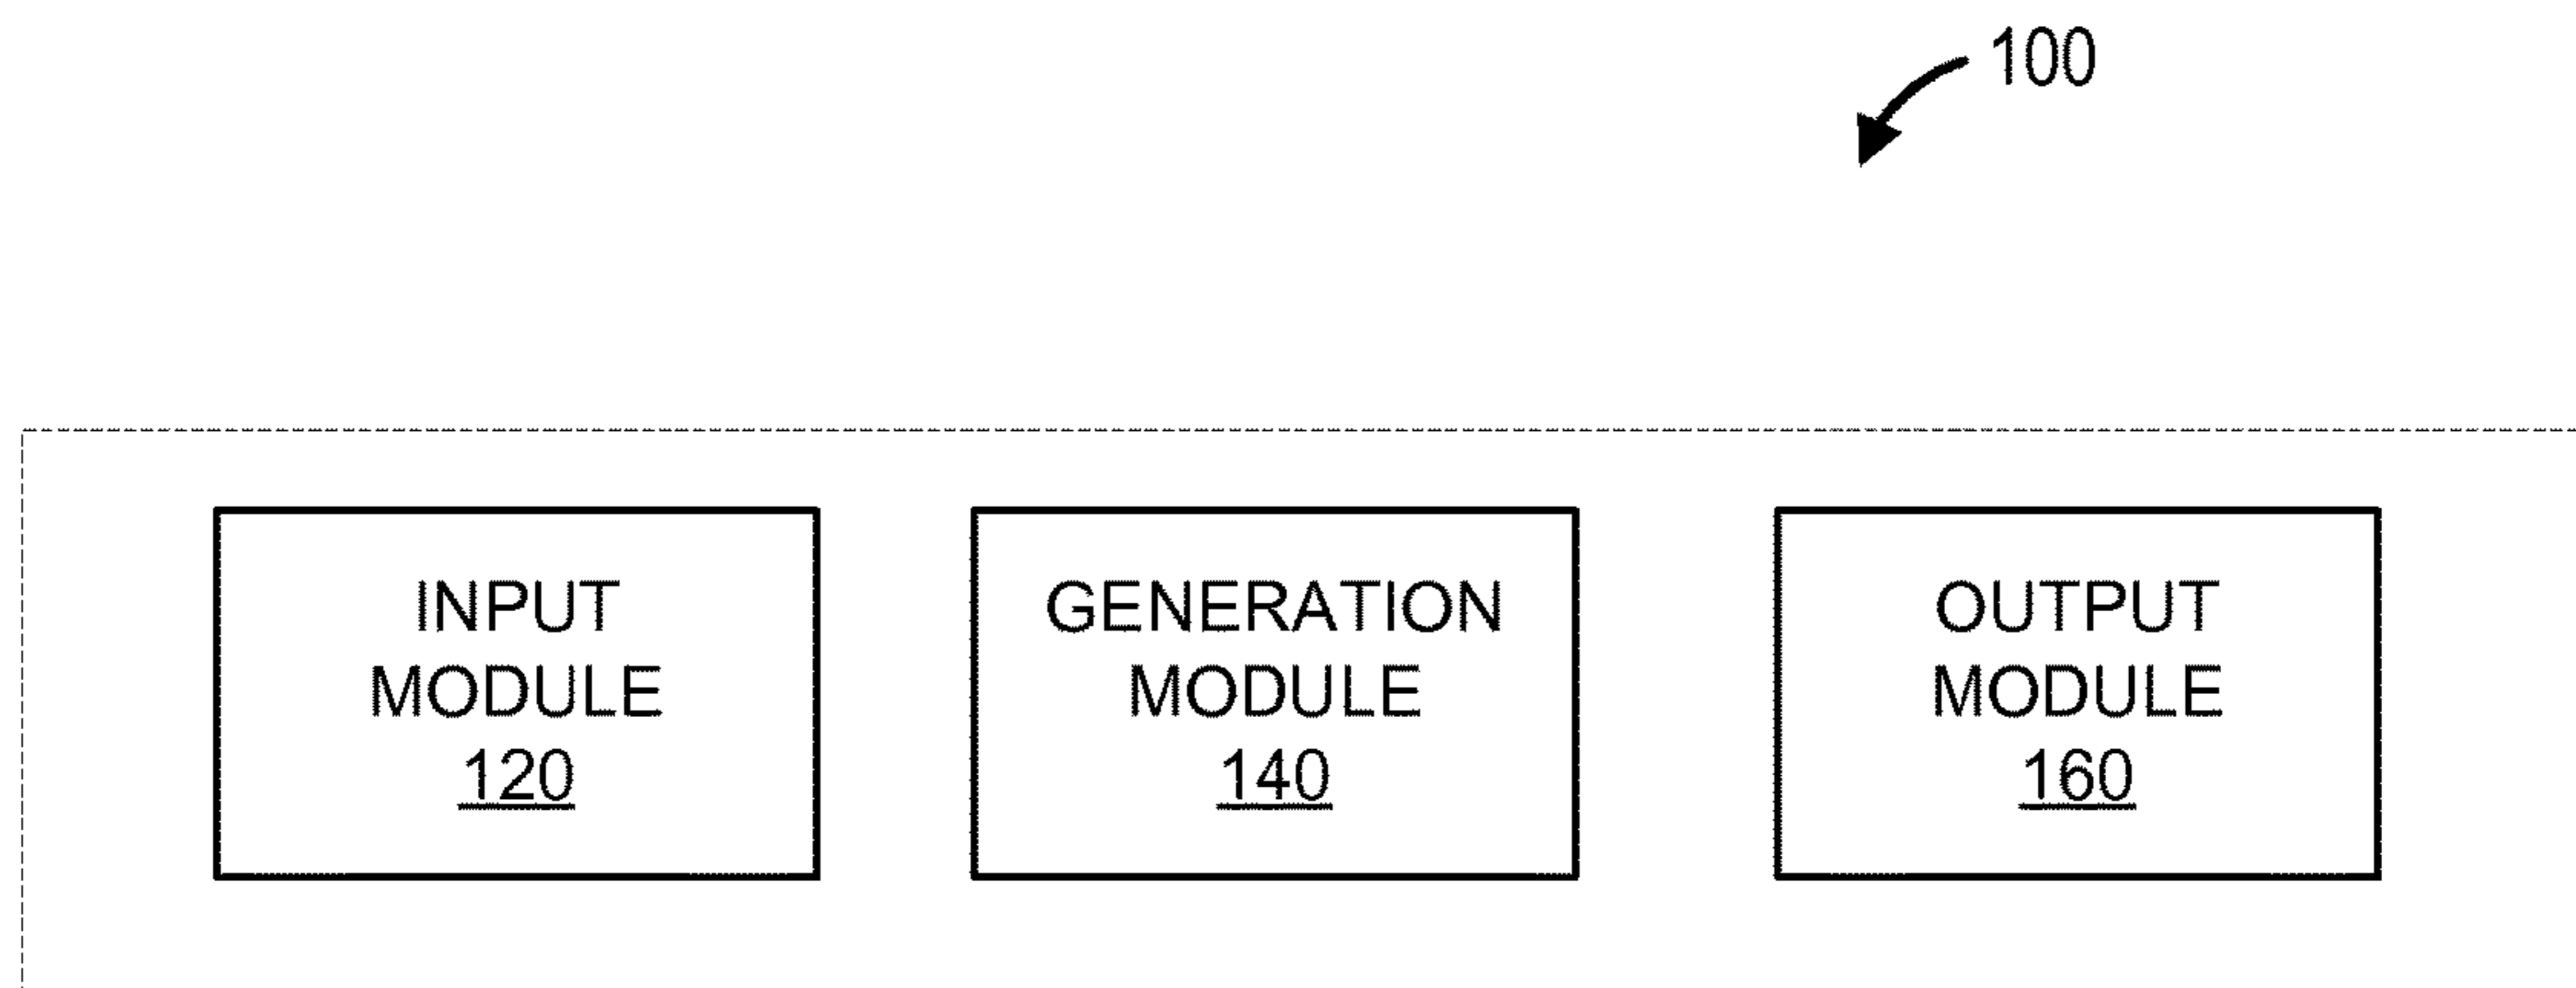 100
INPUT
MODULE
120
GENERATION
MODULE
140
OUTPUT
MODULE
160